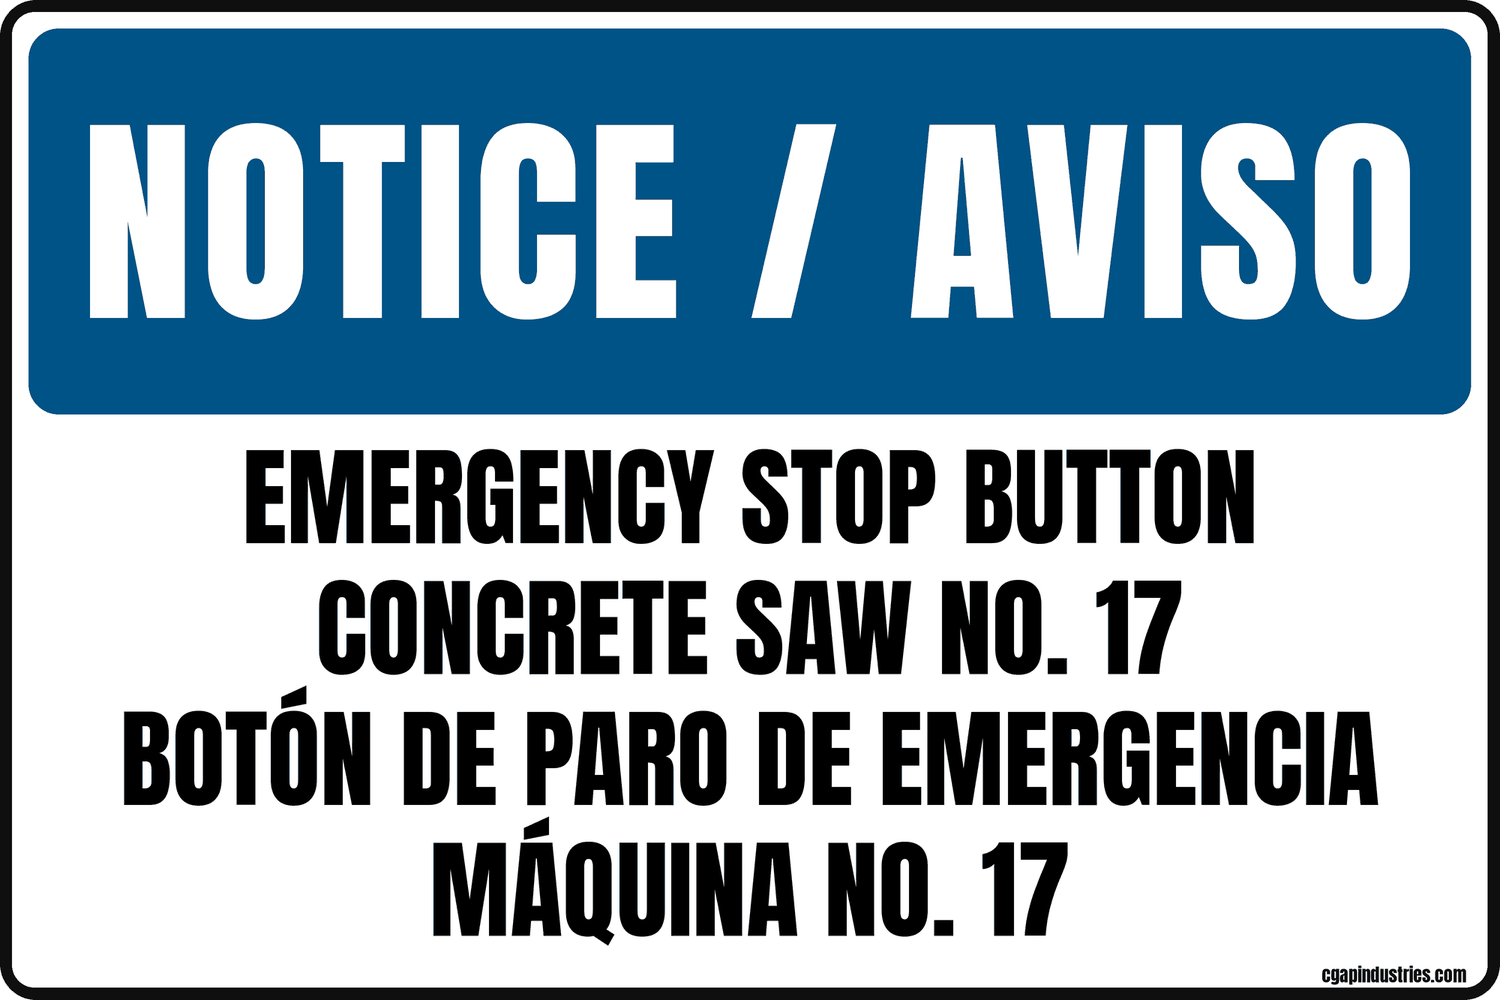 NOTICE / AVISO
EMERGENCY STOP BUTTON
CONCRETE SAW NO. 17
BOTÓN DE PARO DE EMERGENCIA
MÁQUINA NO. 17
cgapindustries.com